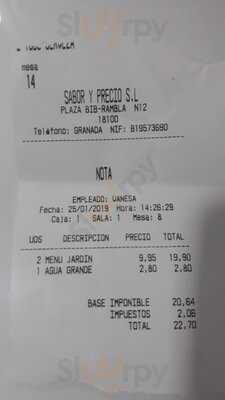 mesa
14
SABOR Y PRECIO S.L
PLAZA BIB-RAMBLA N12
18100
Teléfono: GRANADA NIF: B19573690
NOTA
EMPLEADO: VANESA
Fecha: 25/01/2019 Hora: 14:26:29
Caja: 1 SALA: 1 Mesa: 8
UDS DESCRIPCION PRECIO TOTAL
2 MENU JARDIN 9,95 19,90
1 AGUA GRANDE 2,80 2,80
BASE IMPONIBLE 20,64
IMPUESTOS 2,06
TOTAL 22,70